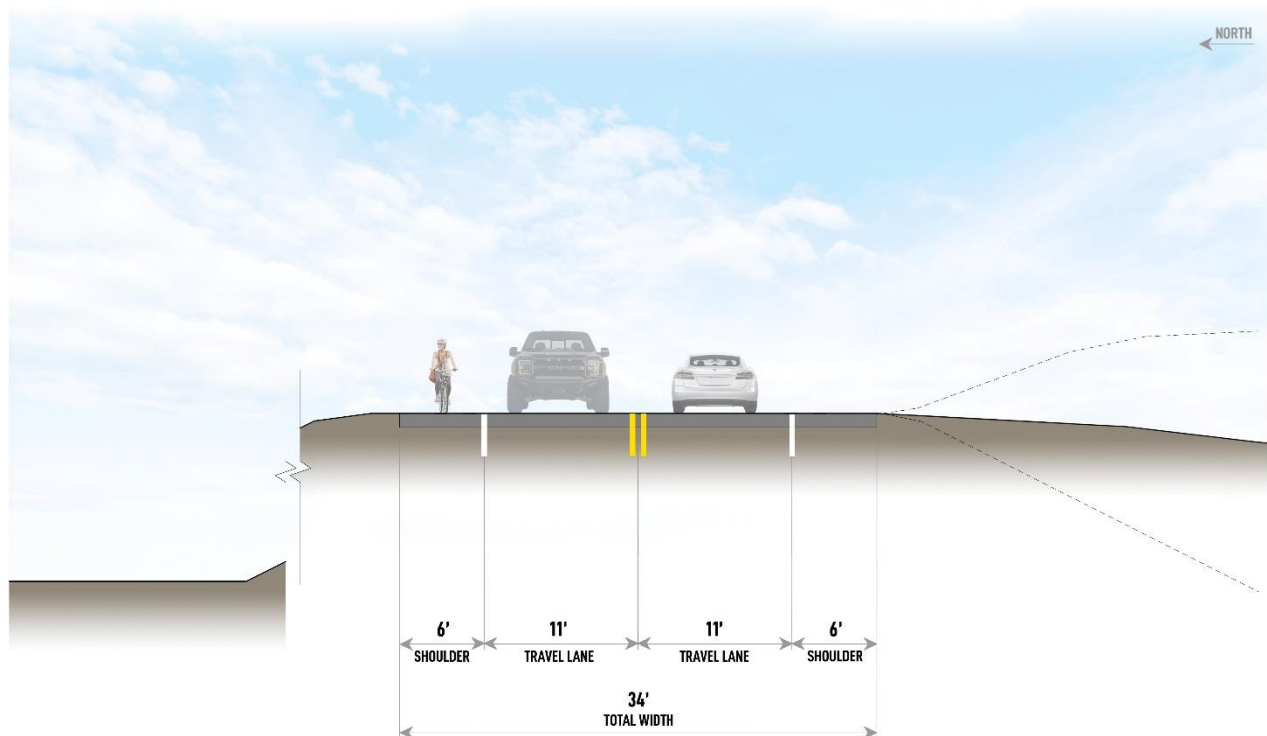 NORTH
6'
SHOULDER
11'
TRAVEL LANE
11'
TRAVEL LANE
6'
SHOULDER
34'
TOTAL WIDTH